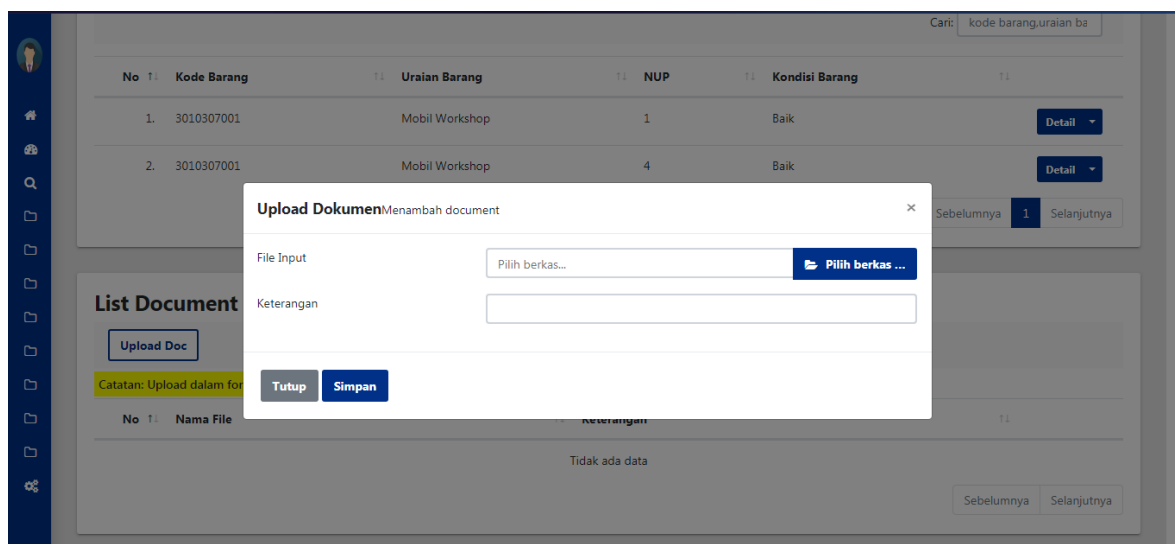 Cari: kode barang,uraian ba
No Kode Barang Uraian Barang NUP Kondisi Barang
1. 3010307001 Mobil Workshop 1 Baik Detail
2. 3010307001 Mobil Workshop 4 Baik Detail
Sebelumnya 1 Selanjutnya
Upload DokumenMenambah document ×
File Input Pilih berkas... Pilih berkas ...
Keterangan
Tutup Simpan
List Document
Upload Doc
Catatan: Upload dalam for
No Nama File Keterangan
Tidak ada data
Sebelumnya Selanjutnya